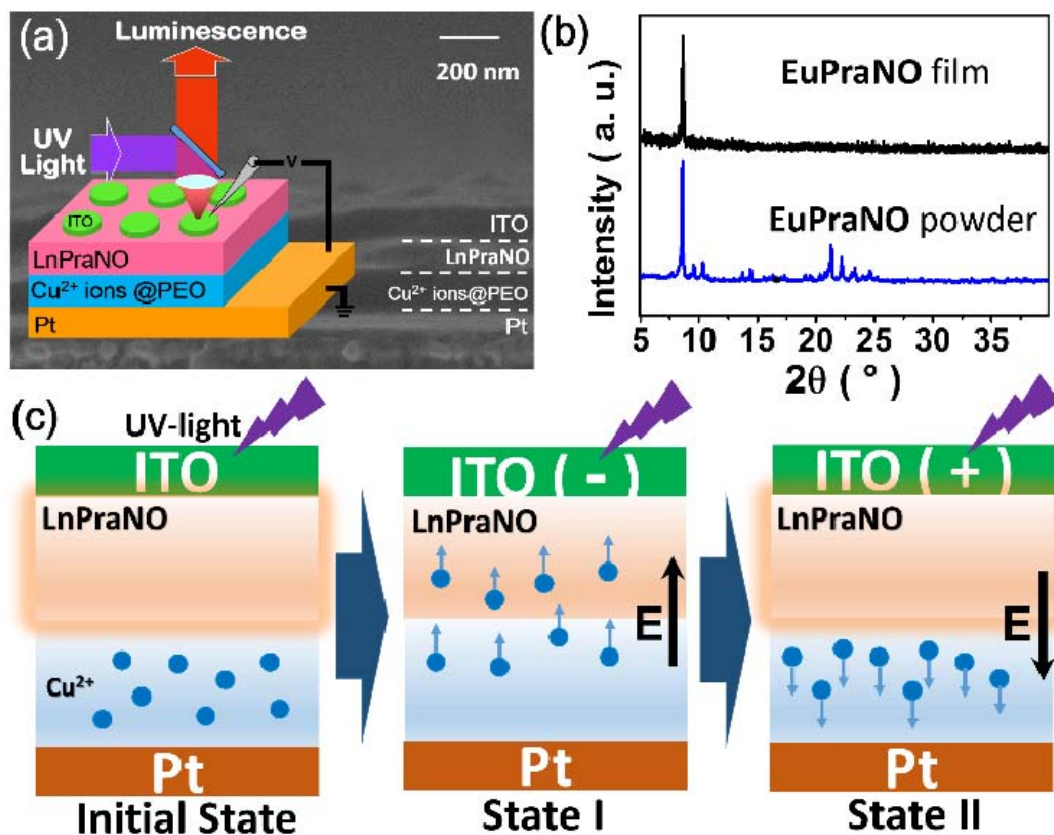 (a)
Luminescence
200 nm
UV
Light
V
ITO
LnPraNO
Cu²⁺ ions @PEO
Pt
ITO
LnPraNO
Cu²⁺ ions@PEO
Pt
(b)
EuPraNO film
EuPraNO powder
Intensity ( a. u.)
5 10 15 20 25 30 35
2θ ( ° )
(c)
UV-light
ITO
LnPraNO
Cu²⁺
Pt
Initial State
ITO ( - )
LnPraNO
E
Pt
State I
ITO ( + )
LnPraNO
E
Pt
State II